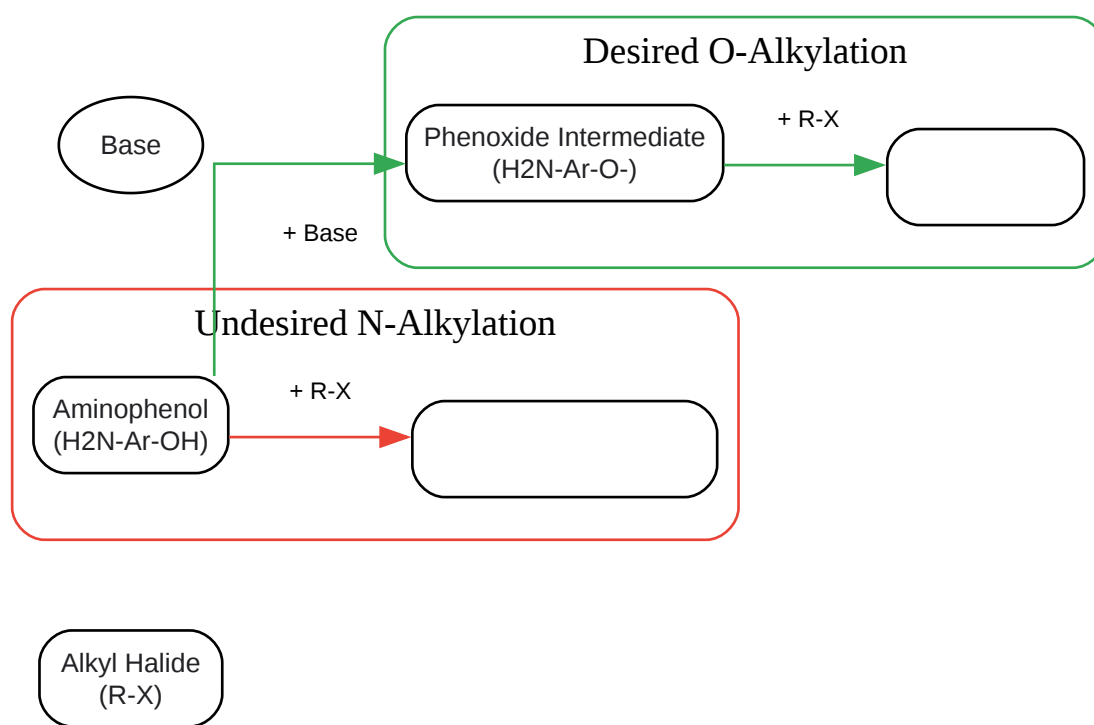 Desired O-Alkylation
Base
Phenoxide Intermediate
(H2N-Ar-O-)
+ R-X
+ Base
Undesired N-Alkylation
Aminophenol
(H2N-Ar-OH)
+ R-X
Alkyl Halide
(R-X)